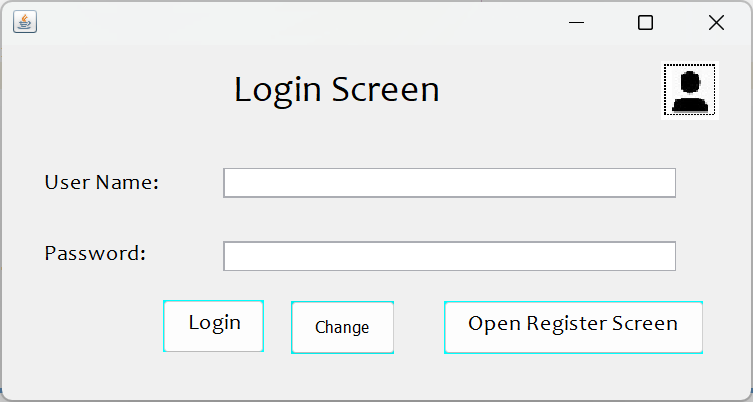 Login Screen
User Name:
Password:
Login
Change
Open Register Screen